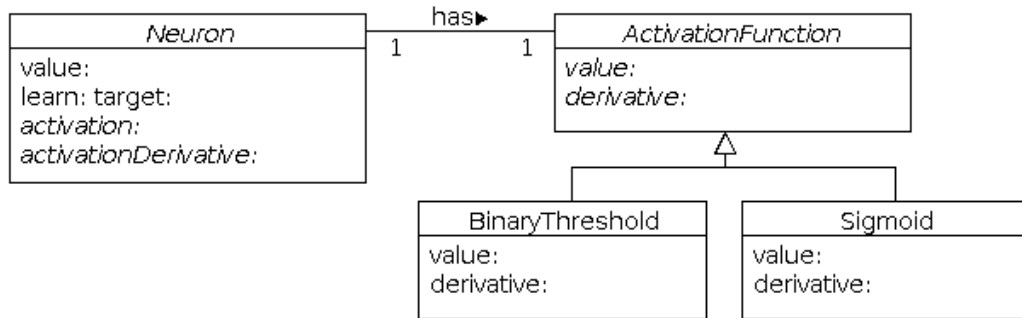 Neuron
value:
learn: target:
activation:
activationDerivative:
has▶
1
1
ActivationFunction
value:
derivative:
BinaryThreshold
value:
derivative:
Sigmoid
value:
derivative: